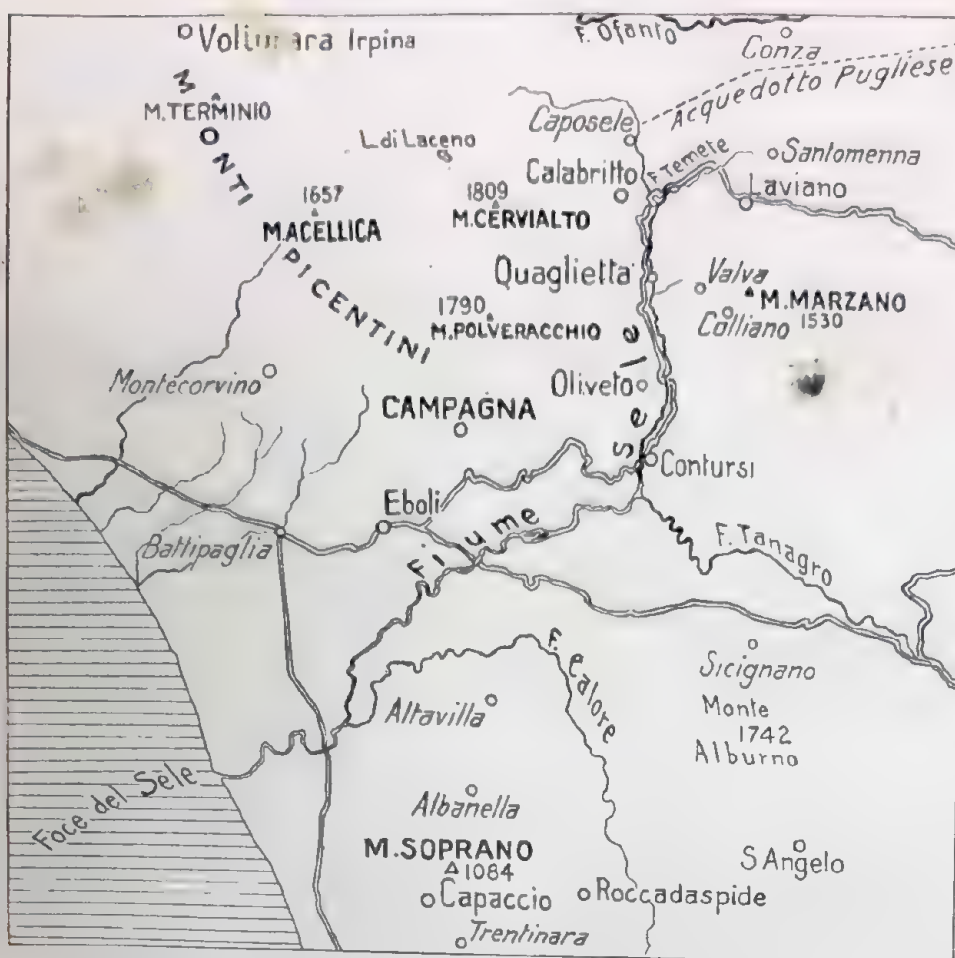 Volturara Irpina
F. Ofanto
Conza
Acquedotto Pugliese
MONTI PICENTINI
M. TERMINIO
L. di Laceno
Caposele
Calabritto
F. Temete
Santomenna
Laviano
1657
M. ACELLICA
1809
M. CERVIALTO
Quaglietta
Valva
M. MARZANO
1530
Colliano
1790
M. POLVERACCHIO
Montecorvino
Oliveto
CAMPAGNA
Contursi
Eboli
Battipaglia
Fiume Sele
F. Tanagro
F. Calore
Sicignano
Monte
1742
Alburno
Altavilla
Foce del Sèle
Albanella
M. SOPRANO
1084
Capaccio
Roccadaspide
S Angelo
Trentinara